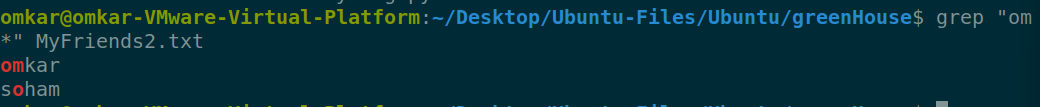 omkar@omkar-VMware-Virtual-Platform:~/Desktop/Ubuntu-Files/Ubuntu/greenHouse$ grep "om
*" MyFriends2.txt
omkar
soham